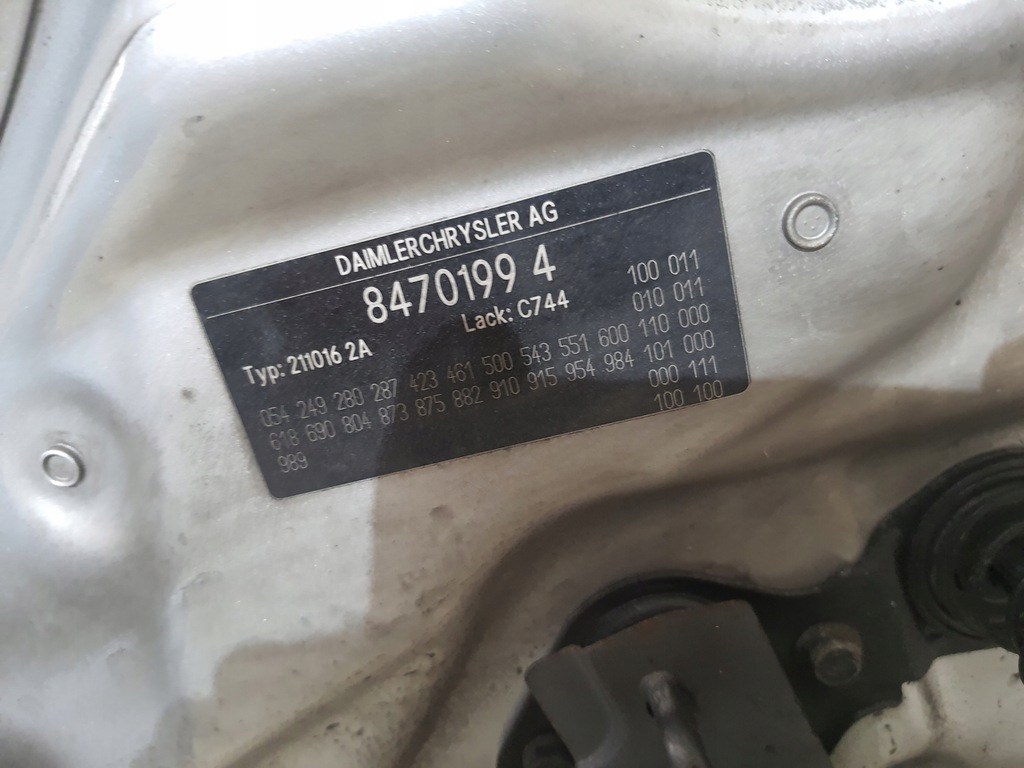 DAIMLERCHRYSLER AG
8470199 4
Typ: 211016 2A Lack: C744 100 011
010 011
054 249 280 287 423 461 500 543 551 600 110 000
618 690 804 873 875 882 910 915 954 984 101 000
989 000 111
100 100